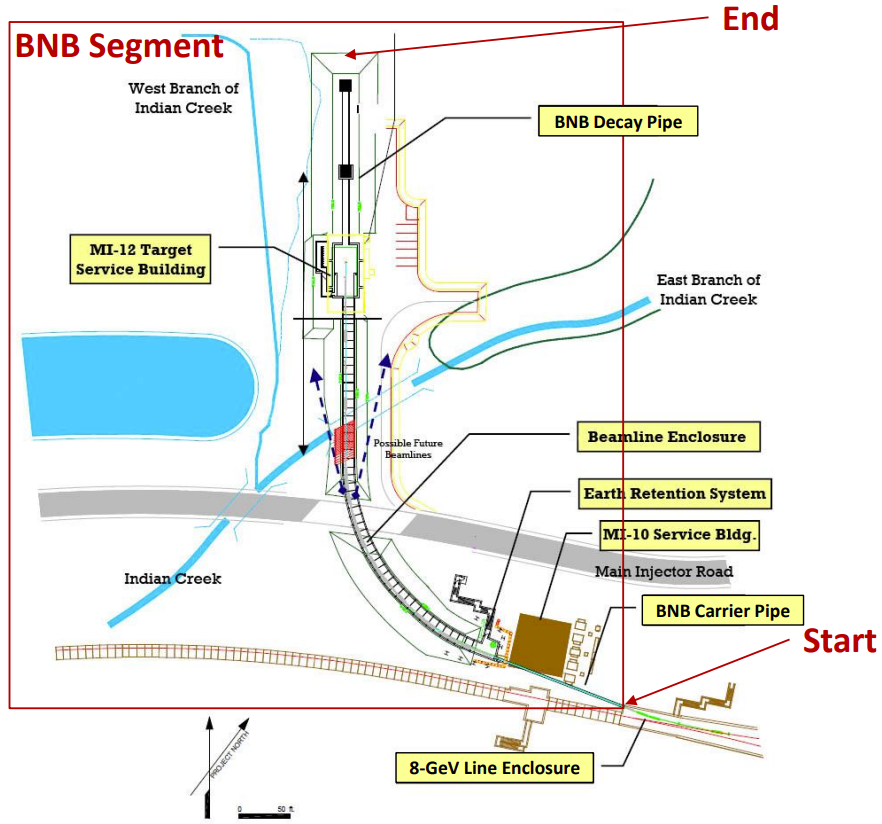 End
BNB Segment
West Branch of
Indian Creek
BNB Decay Pipe
MI-12 Target
Service Building
East Branch of
Indian Creek
Possible Future
Beamlines
Beamline Enclosure
Earth Retention System
MI-10 Service Bldg.
Main Injector Road
Indian Creek
BNB Carrier Pipe
Start
8-GeV Line Enclosure
PROJECT NORTH
0 50 ft.